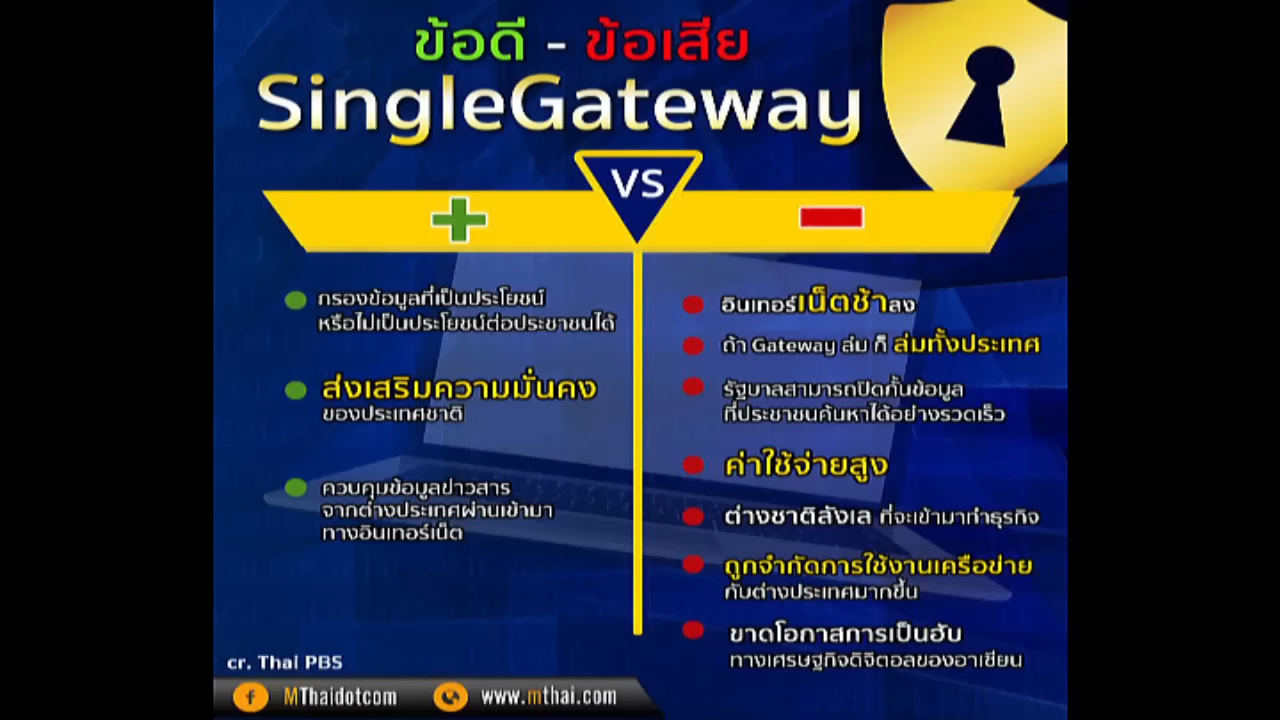 ข้อดี - ข้อเสีย
SingleGateway
VS
กรองข้อมูลที่เป็นประโยชน์
หรือไม่เป็นประโยชน์ต่อประชาชนได้
ส่งเสริมความมั่นคง
ของประเทศชาติ
ควบคุมข้อมูลข่าวสาร
จากต่างประเทศผ่านเข้ามา
ทางอินเทอร์เน็ต
อินเทอร์เน็ตช้าลง
ถ้า Gateway ล่ม ก็ ล่มทั้งประเทศ
รัฐบาลสามารถปิดกั้นข้อมูล
ที่ประชาชนค้นหาได้อย่างรวดเร็ว
ค่าใช้จ่ายสูง
ต่างชาติลังเล ที่จะเข้ามาทำธุรกิจ
ถูกจำกัดการใช้งานเครือข่าย
กับต่างประเทศมากขึ้น
ขาดโอกาสการเป็นฮับ
ทางเศรษฐกิจดิจิตอลของอาเซียน
cr. Thai PBS
MThaidotcom
www.mthai.com